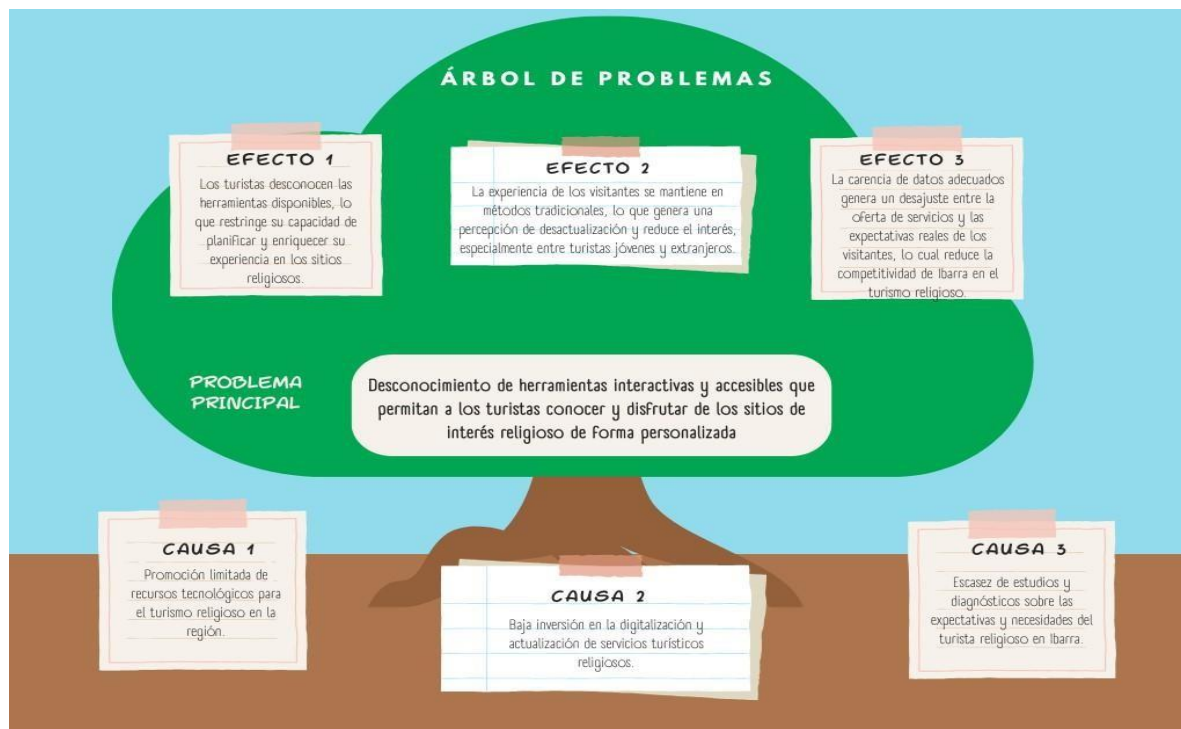 ÁRBOL DE PROBLEMAS
EFECTO 1
Los turistas desconocen las
herramientas disponibles, lo
que restringe su capacidad de
planificar y enriquecer su
experiencia en los sitios
religiosos.
EFECTO 2
La experiencia de los visitantes se mantiene en
métodos tradicionales, lo que genera una
percepción de desactualización y reduce el interés,
especialmente entre turistas jóvenes y extranjeros.
EFECTO 3
La carencia de datos adecuados
genera un desajuste entre la
oferta de servicios y las
expectativas reales de los
visitantes, lo cual reduce la
competitividad de Ibarra en el
turismo religioso.
PROBLEMA
PRINCIPAL
Desconocimiento de herramientas interactivas y accesibles que
permitan a los turistas conocer y disfrutar de los sitios de
interés religioso de forma personalizada
CAUSA 1
Promoción limitada de
recursos tecnológicos para
el turismo religioso en la
región.
CAUSA 2
Baja inversión en la digitalización y
actualización de servicios turísticos
religiosos.
CAUSA 3
Escasez de estudios y
diagnósticos sobre las
expectativas y necesidades del
turista religioso en Ibarra.